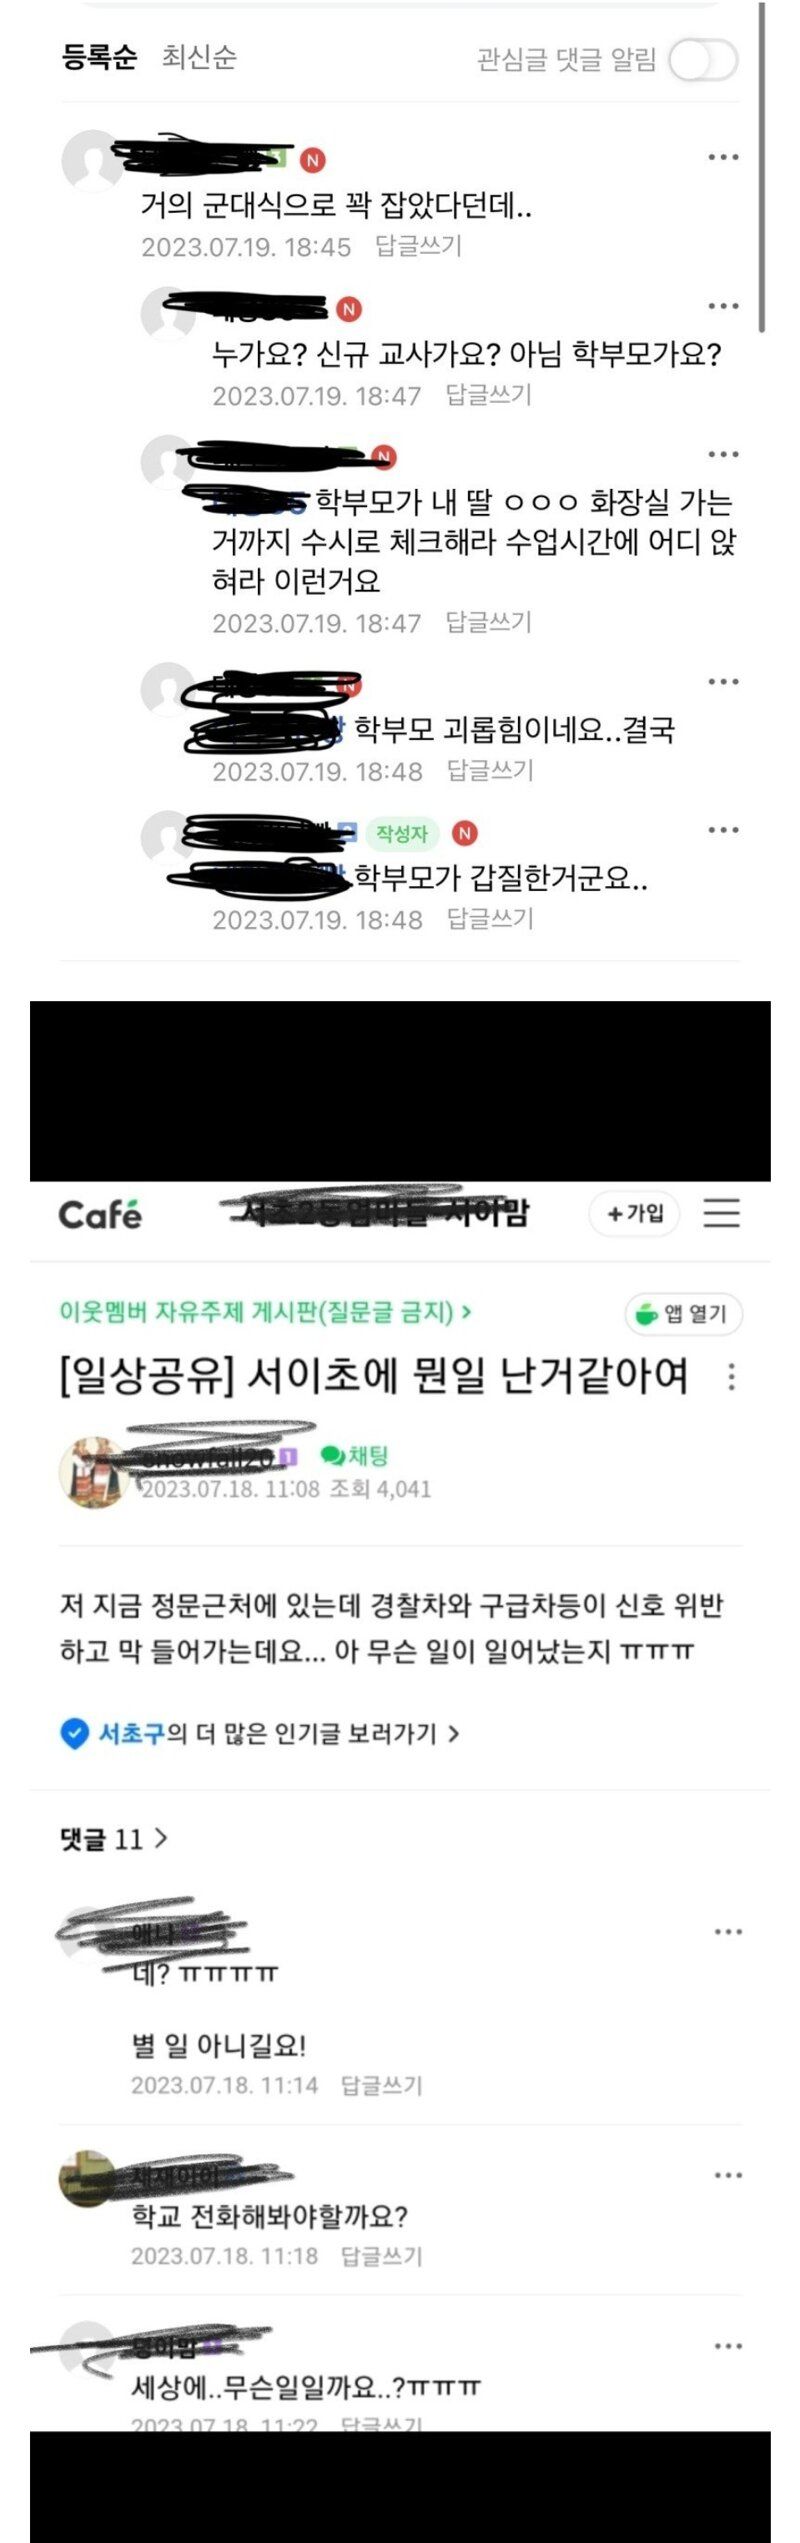 등록순 최신순 관심글 댓글 알림
N
거의 군대식으로 꽉 잡았다던데..
2023.07.19. 18:45 답글쓰기
N
누가요? 신규 교사가요? 아님 학부모가요?
2023.07.19. 18:47 답글쓰기
N
학부모가 내 딸 ㅇㅇㅇ 화장실 가는
거까지 수시로 체크해라 수업시간에 어디 앉
혀라 이런거요
2023.07.19. 18:47 답글쓰기
N
학부모 괴롭힘이네요..결국
2023.07.19. 18:48 답글쓰기
작성자 N
학부모가 갑질한거군요..
2023.07.19. 18:48 답글쓰기
Café +가입
이웃멤버 자유주제 게시판(질문글 금지) >
앱 열기
[일상공유] 서이초에 뭔일 난거같아여
1 채팅
2023.07.18. 11:08 조회 4,041
저 지금 정문근처에 있는데 경찰차와 구급차등이 신호 위반
하고 막 들어가는데요... 아 무슨 일이 일어났는지 ㅠㅠㅠ
서초구의 더 많은 인기글 보러가기 >
댓글 11 >
데? ㅠㅠㅠㅠ
별 일 아니길요!
2023.07.18. 11:14 답글쓰기
학교 전화해봐야할까요?
2023.07.18. 11:18 답글쓰기
세상에..무슨일일까요..?ㅠㅠㅠ
2023.07.18. 11:22 답글쓰기